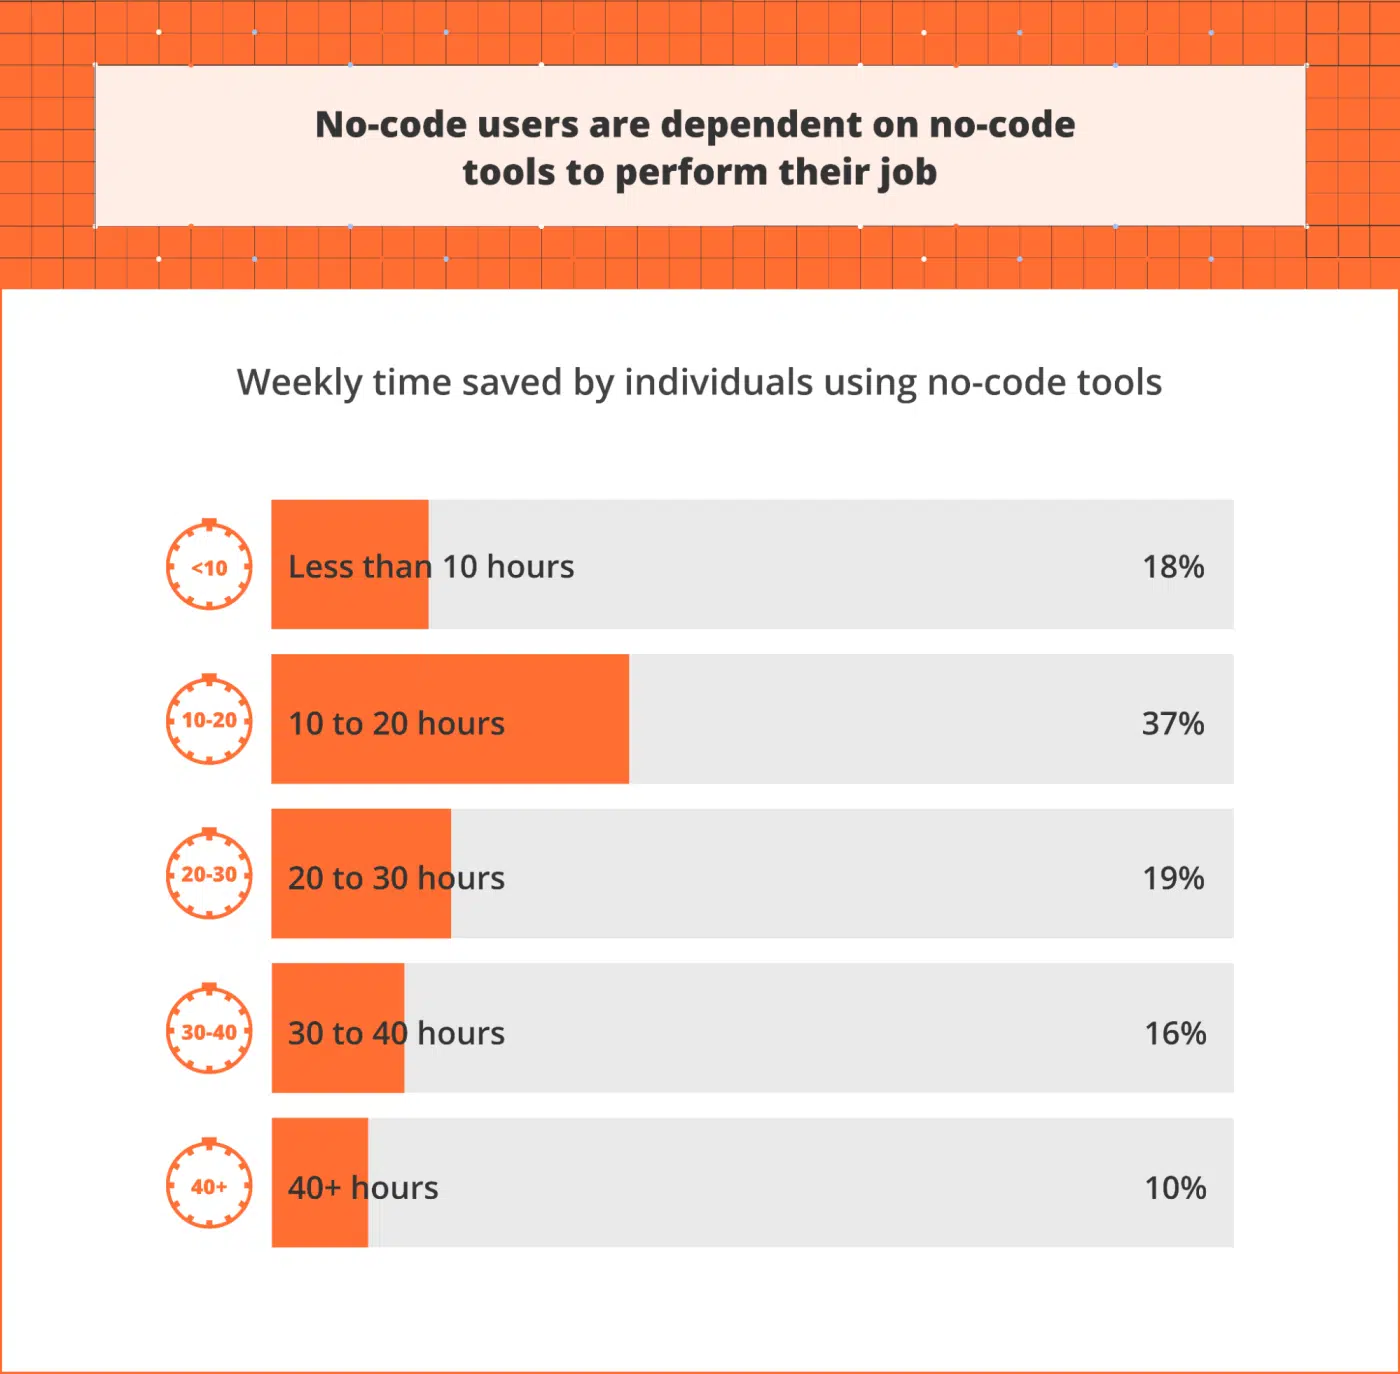 No-code users are dependent on no-code
tools to perform their job
Weekly time saved by individuals using no-code tools
<10
Less than 10 hours
18%
10-20
10 to 20 hours
37%
20-30
20 to 30 hours
19%
30-40
30 to 40 hours
16%
40+
40+ hours
10%